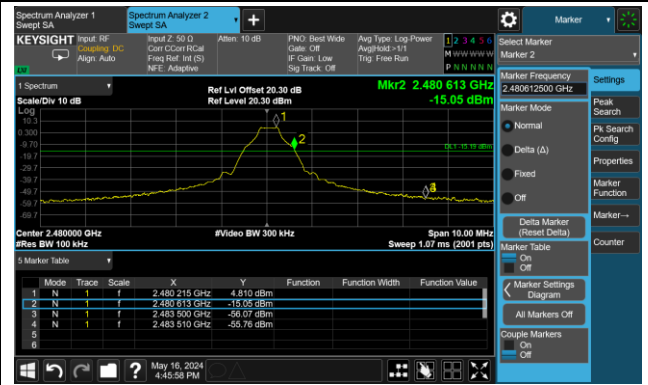 Spectrum Analyzer 1
Swept SA
Spectrum Analyzer 2
Swept SA
Marker
KEYSIGHT
Input: RF
Coupling: DC
Align: Auto
Input Z: 50 Ω
Corr CCorr RCal
Freq Ref: Int (S)
NFE: Adaptive
Atten: 10 dB
PNO: Best Wide
Gate: Off
IF Gain: Low
Sig Track: Off
Avg Type: Log-Power
Avg|Hold:>1/1
Trig: Free Run
1 2 3 4 5 6
M W W W W W
P N N N N N
Select Marker
Marker 2
1 Spectrum
Scale/Div 10 dB
Log
Ref Lvl Offset 20.30 dB
Ref Level 20.30 dBm
Mkr2 2.480 613 GHz
-15.05 dBm
10.3
0.300
-9.70
-19.7
-29.7
-39.7
-49.7
-59.7
-69.7
1
2
DL1 -15.19 dBm
Center 2.480000 GHz
#Res BW 100 kHz
#Video BW 300 kHz
Span 10.00 MHz
Sweep 1.07 ms (2001 pts)
5 Marker Table
Mode Trace Scale X Y Function Function Width Function Value
1 N 1 f 2.480 215 GHz 4.810 dBm
2 N 1 f 2.480 613 GHz -15.05 dBm
3 N 1 f 2.483 500 GHz -56.07 dBm
4 N 1 f 2.483 510 GHz -55.76 dBm
5
6
Marker Frequency
2.480612500 GHz
Marker Mode
Normal
Delta (Δ)
Fixed
Off
Delta Marker
(Reset Delta)
Marker Table
On
Off
Marker Settings
Diagram
All Markers Off
Couple Markers
On
Off
Settings
Peak
Search
Pk Search
Config
Properties
Marker
Function
Marker→
Counter
?
May 16, 2024
4:45:58 PM